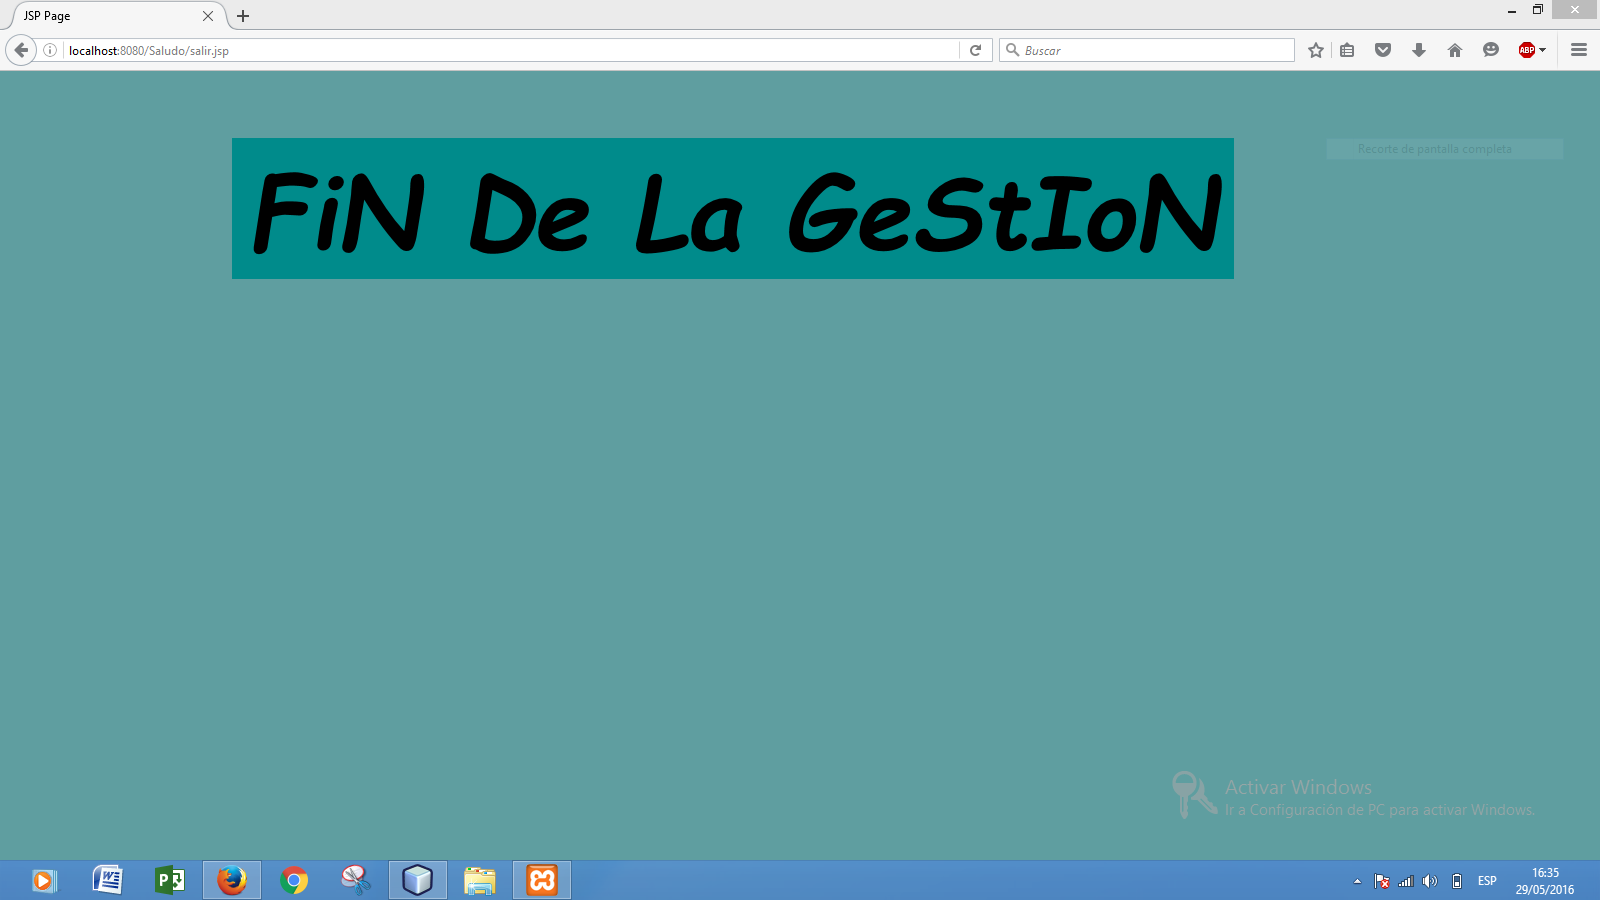 JSP Page
localhost:8080/Saludo/salir.jsp
Buscar
ABP
FiN De La GeStIoN
Recorte de pantalla completa
Activar Windows
Ir a Configuración de PC para activar Windows.
ESP
16:35
29/05/2016